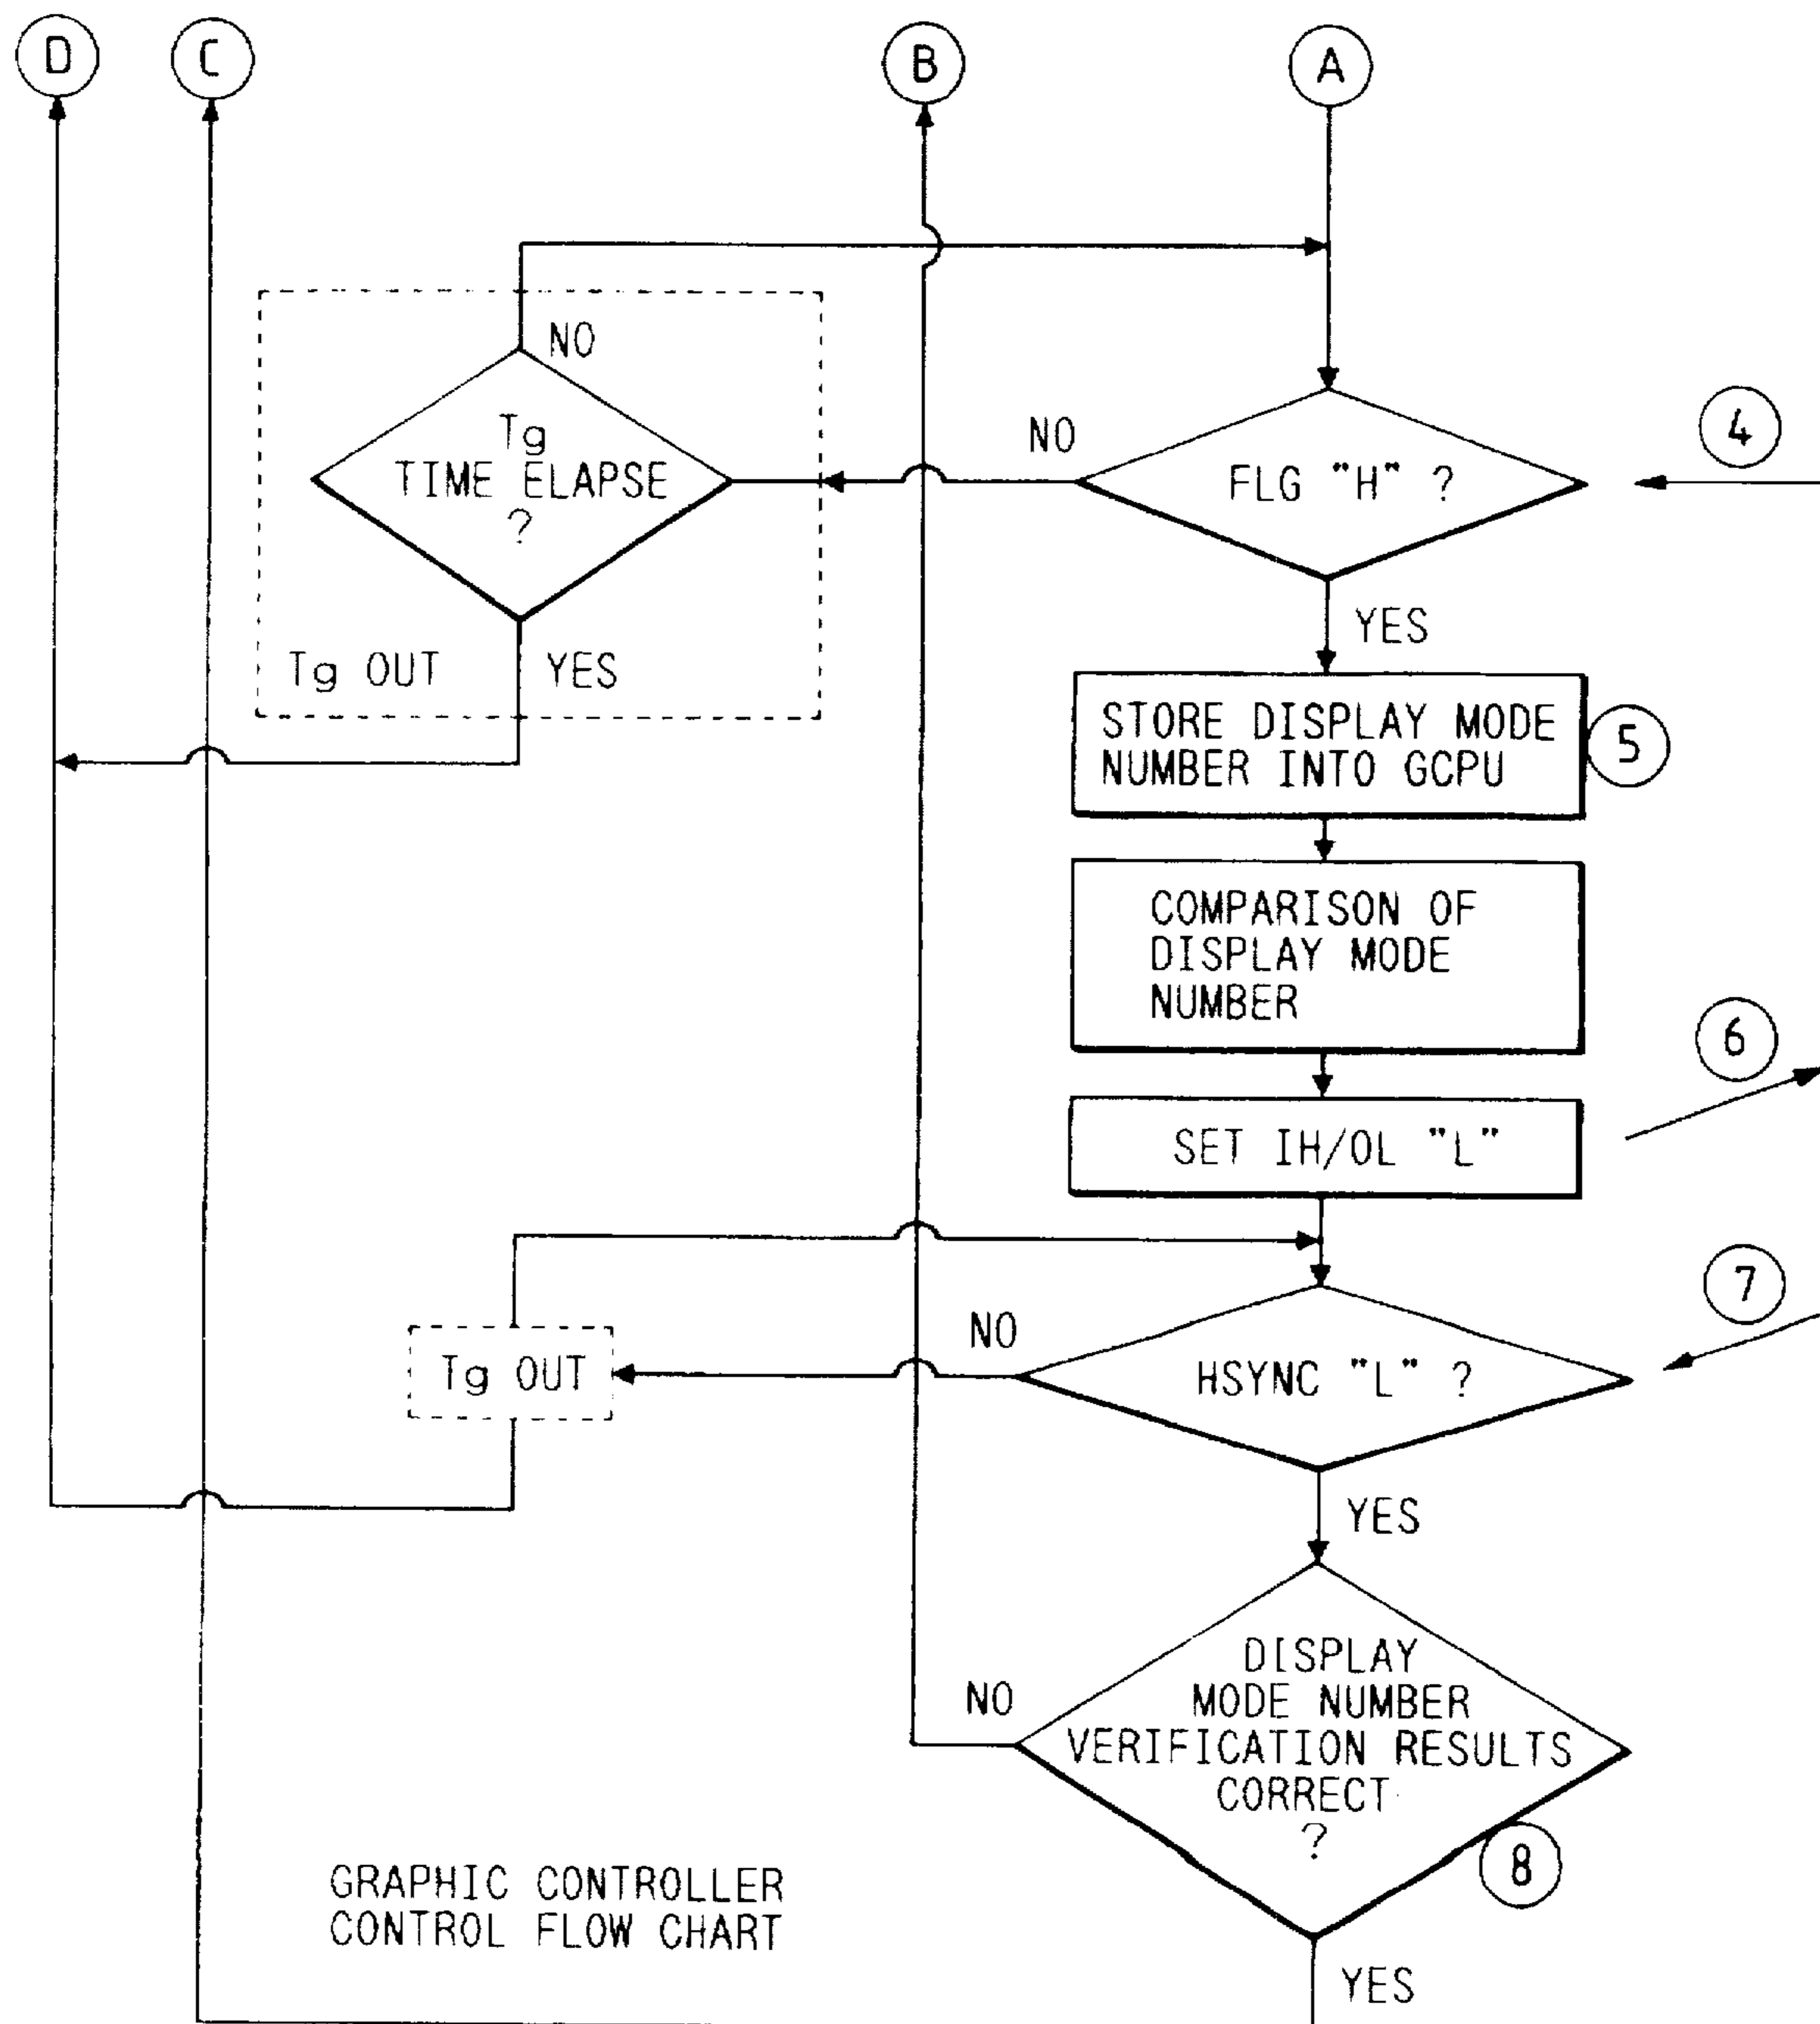 D
C
B
A
NO
Tg
TIME ELAPSE
?
Tg OUT
YES
NO
FLG "H" ?
4
YES
STORE DISPLAY MODE
NUMBER INTO GCPU
5
COMPARISON OF
DISPLAY MODE
NUMBER
6
SET IH/OL "L"
7
NO
Tg OUT
HSYNC "L" ?
YES
NO
DISPLAY
MODE NUMBER
VERIFICATION RESULTS
CORRECT
?
8
YES
GRAPHIC CONTROLLER
CONTROL FLOW CHART